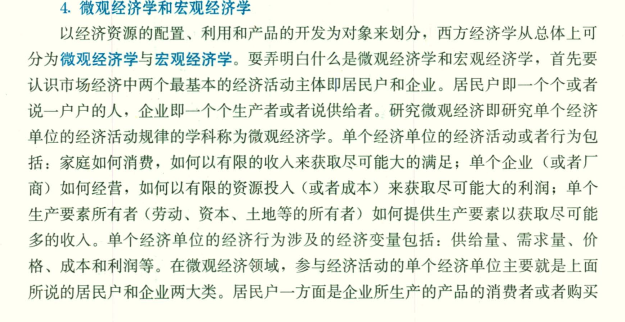 4. 微观经济学和宏观经济学
以经济资源的配置、利用和产品的开发为对象来划分，西方经济学从总体上可
分为微观经济学与宏观经济学。要弄明白什么是微观经济学和宏观经济学，首先要
认识市场经济中两个最基本的经济活动主体即居民户和企业。居民户即一个个或者
说一户户的人，企业即一个个生产者或者说供给者。研究微观经济即研究单个经济
单位的经济活动规律的学科称为微观经济学。单个经济单位的经济活动或者行为包
括：家庭如何消费，如何以有限的收入来获取尽可能大的满足；单个企业（或者厂
商）如何经营，如何以有限的资源投入（或者成本）来获取尽可能大的利润；单个
生产要素所有者（劳动、资本、土地等的所有者）如何提供生产要素以获取尽可能
多的收入。单个经济单位的经济行为涉及的经济变量包括：供给量、需求量、价
格、成本和利润等。在微观经济领域，参与经济活动的单个经济单位主要就是上面
所说的居民户和企业两大类。居民户一方面是企业所生产的产品的消费者或者购买